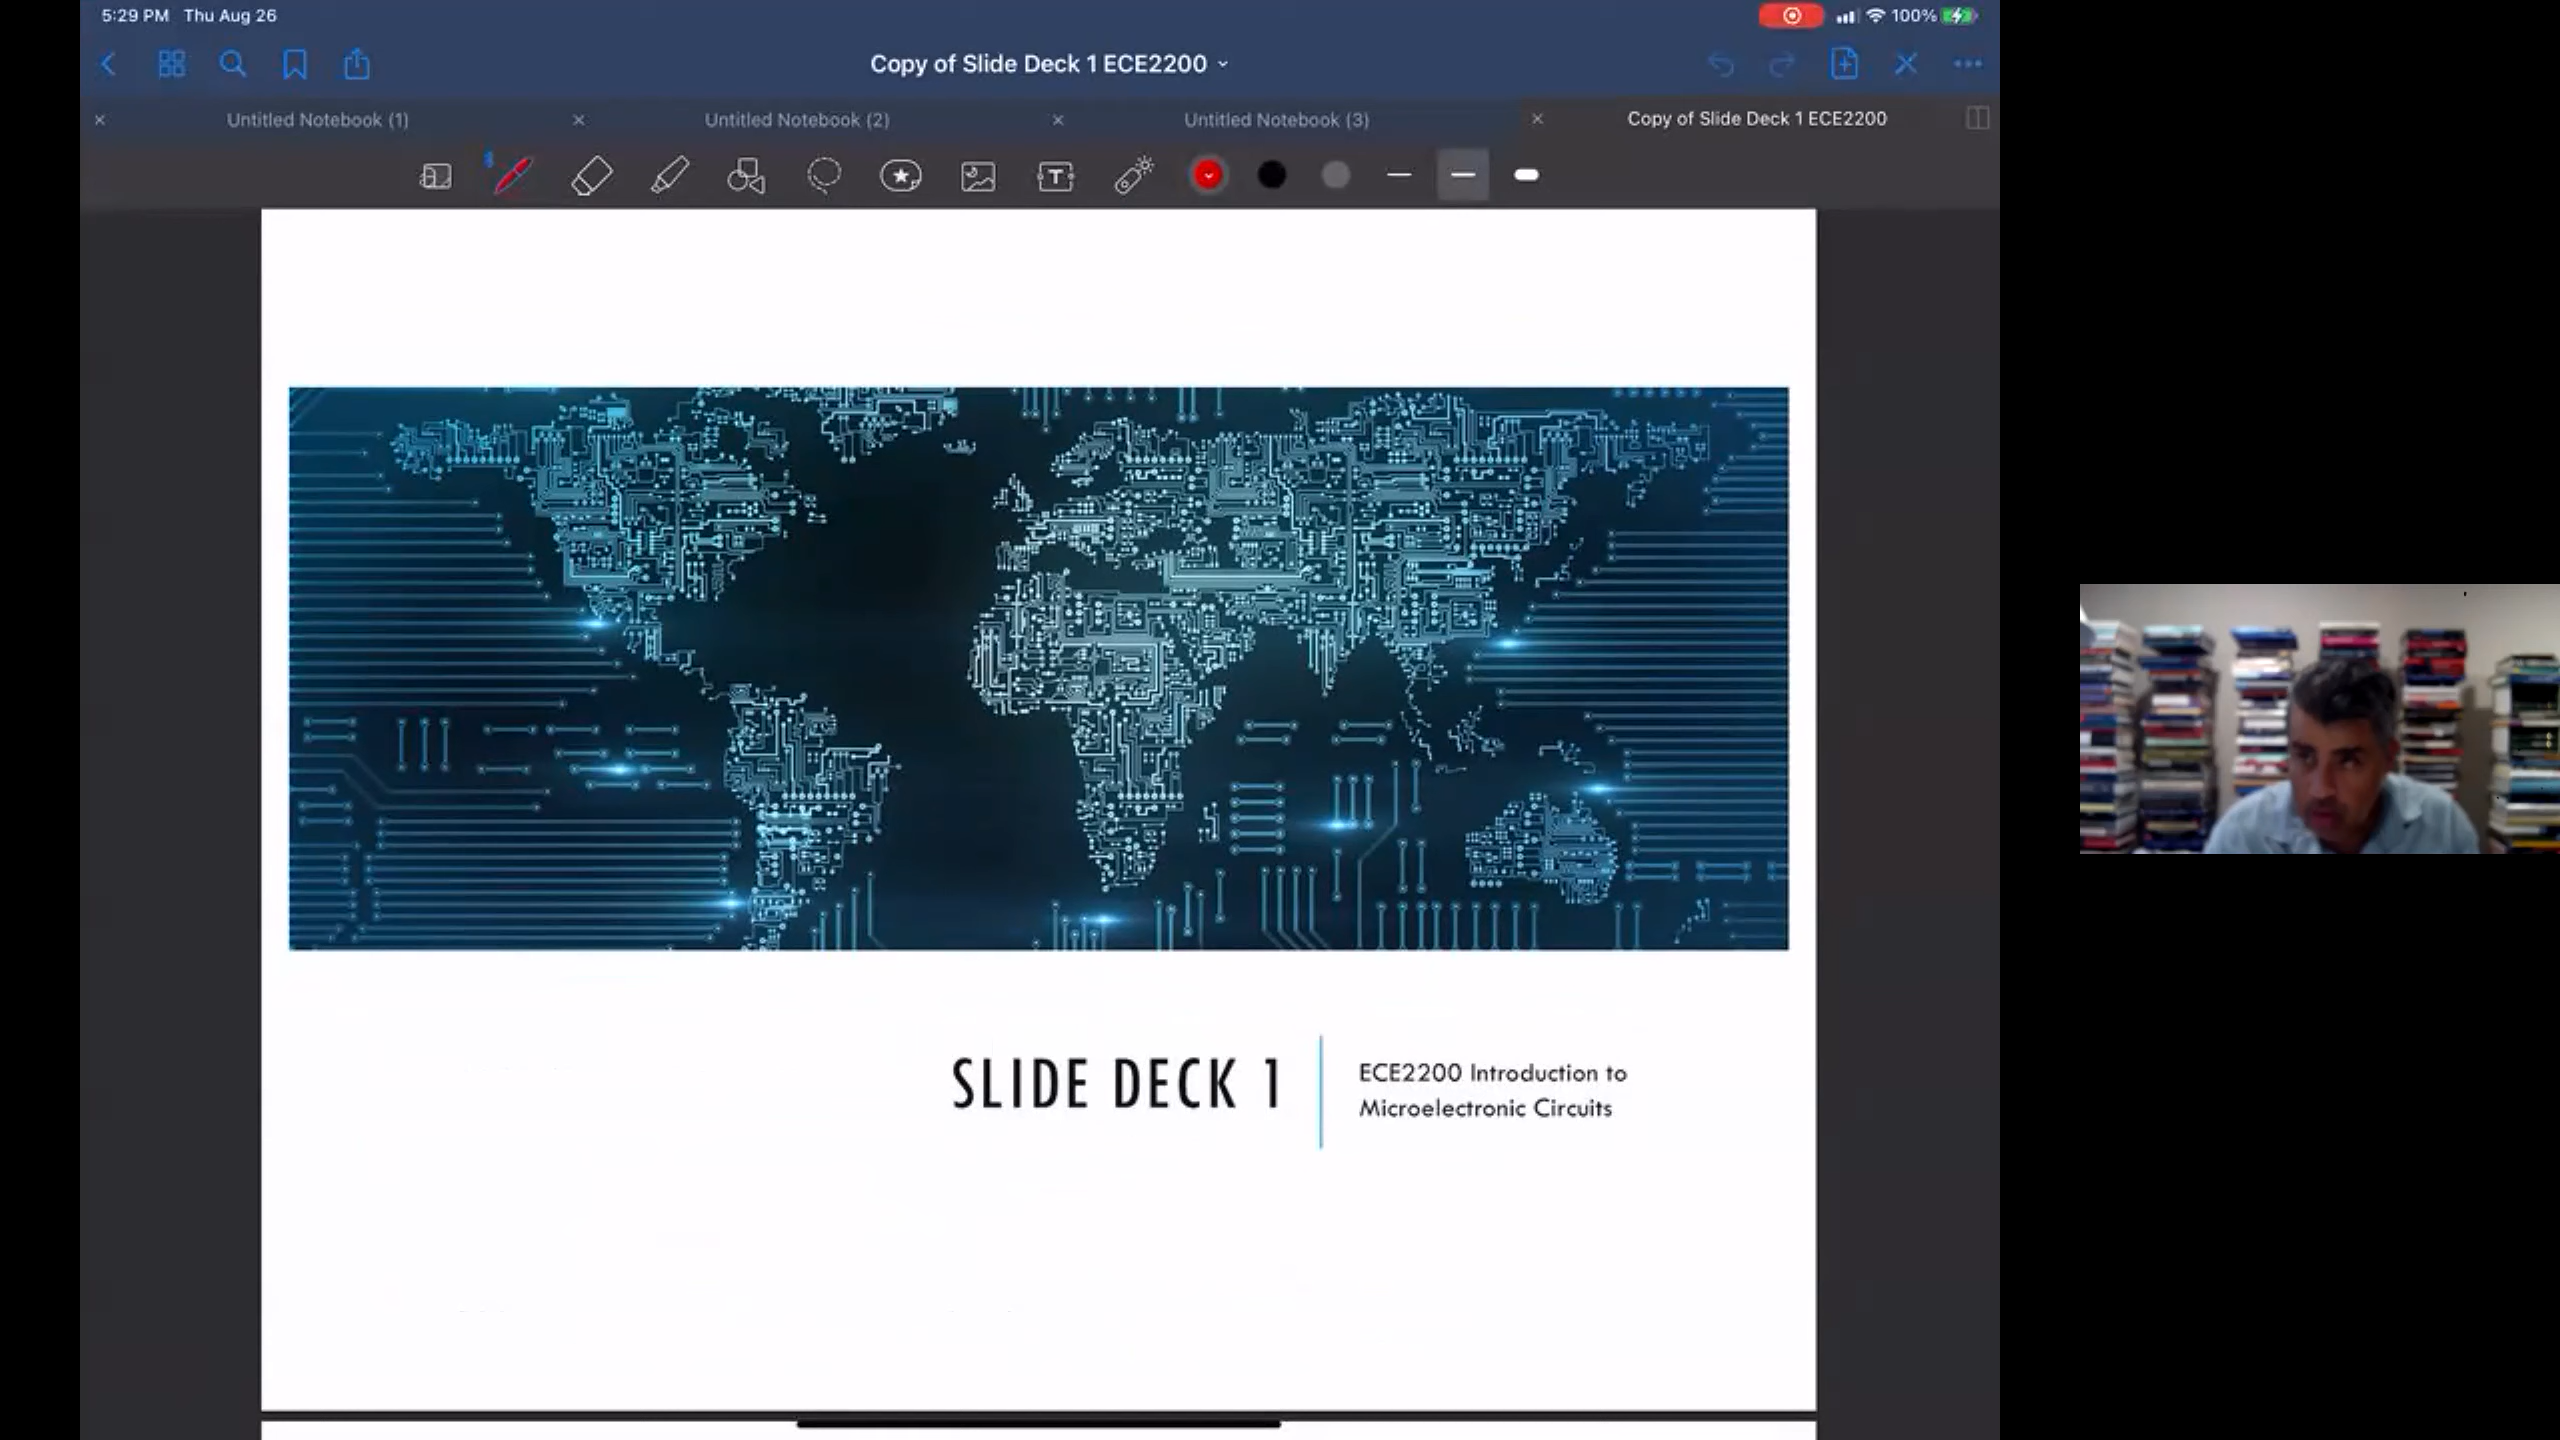 5:29 PM Thu Aug 26
100%
Copy of Slide Deck 1 ECE2200
Untitled Notebook (1)
Untitled Notebook (2)
Untitled Notebook (3)
Copy of Slide Deck 1 ECE2200
T
SLIDE DECK 1
ECE2200 Introduction to
Microelectronic Circuits